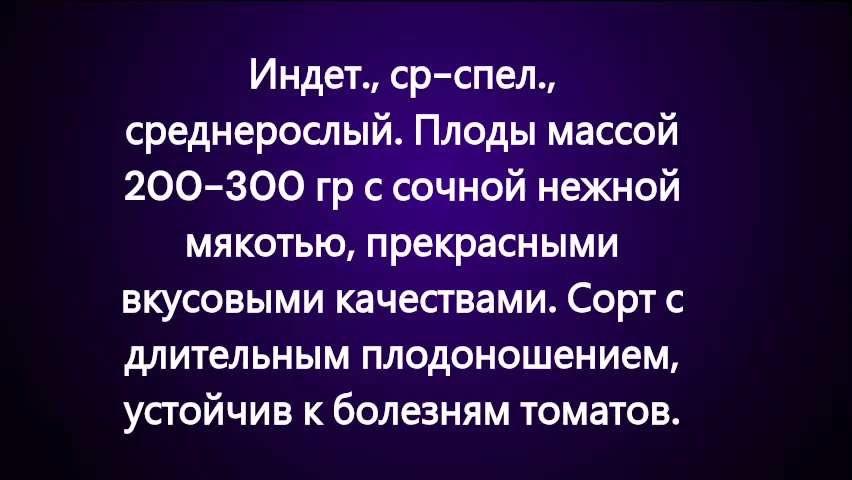 Индет., ср-спел.,
среднерослый. Плоды массой
200-300 гр с сочной нежной
мякотью, прекрасными
вкусовыми качествами. Сорт с
длительным плодоношением,
устойчив к болезням томатов.